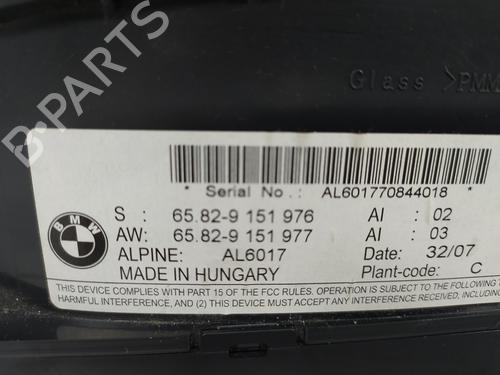 B-PARTS
Glass >PMM
* Serial No.: AL601770844018 *
BMW
S : 65.82-9 151 976 AI : 02
AW: 65.82-9 151 977 AI : 03
ALPINE: AL6017 Date: 32/07
MADE IN HUNGARY Plant-code: C
THIS DEVICE COMPLIES WITH PART 15 OF THE FCC RULES. OPERATION IS SUBJECT TO THE FOLLOWING
HARMFUL INTERFERENCE, AND (2) THIS DEVICE MUST ACCEPT ANY INTERFERENCE RECEIVED, INCLUDING